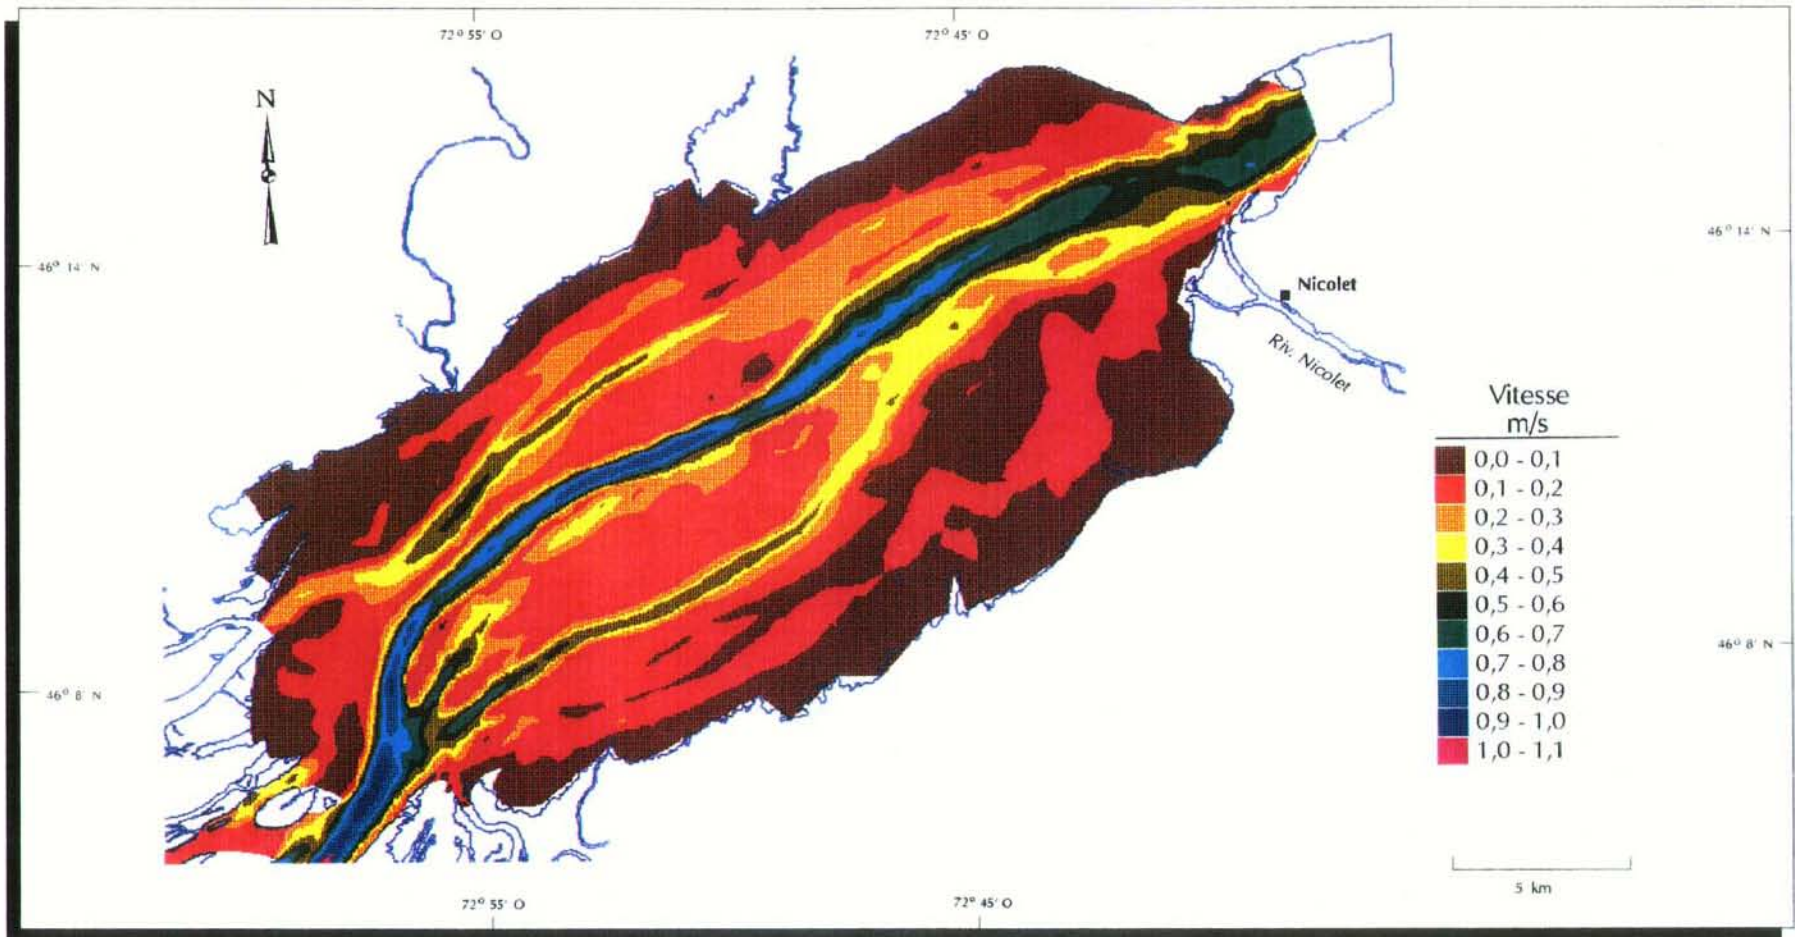 72° 55' O
72° 45' O
N
46° 14' N
46° 14' N
Nicolet
Riv. Nicolet
Vitesse
m/s
0,0 - 0,1
0,1 - 0,2
0,2 - 0,3
0,3 - 0,4
0,4 - 0,5
0,5 - 0,6
0,6 - 0,7
0,7 - 0,8
0,8 - 0,9
0,9 - 1,0
1,0 - 1,1
46° 8' N
46° 8' N
5 km
72° 55' O
72° 45' O